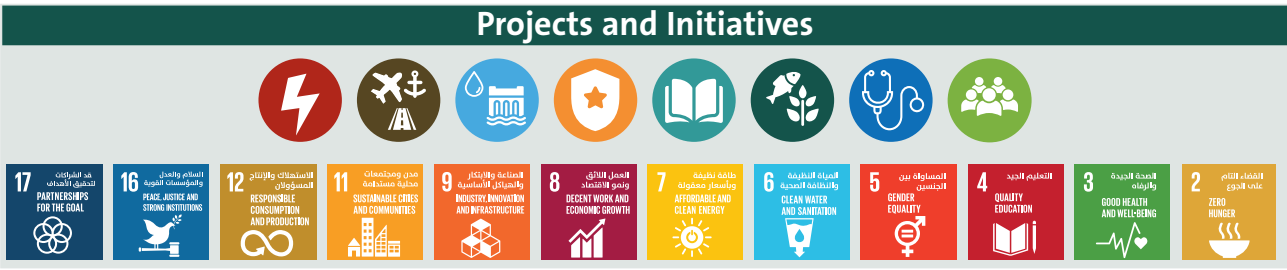 Projects and Initiatives
17
عقد الشراكات
لتحقيق الأهداف
PARTNERSHIPS
FOR THE GOAL
16
السلام والعدل
والمؤسسات القوية
PEACE, JUSTICE AND
STRONG INSTITUTIONS
12
الاستهلاك والإنتاج
المسؤولان
RESPONSIBLE
CONSUMPTION
AND PRODUCTION
11
مدن ومجتمعات
محلية مستدامة
SUSTAINABLE CITIES
AND COMMUNITIES
9
الصناعة والابتكار
والهياكل الأساسية
INDUSTRY, INNOVATION
AND INFRASTRUCTURE
8
العمل اللائق
ونمو الاقتصاد
DECENT WORK AND
ECONOMIC GROWTH
7
طاقة نظيفة
وبأسعار معقولة
AFFORDABLE AND
CLEAN ENERGY
6
المياه النظيفة
والنظافة الصحية
CLEAN WATER
AND SANITATION
5
المساواة بين
الجنسين
GENDER
EQUALITY
4
التعليم الجيد
QUALITY
EDUCATION
3
الصحة الجيدة
والرفاه
GOOD HEALTH
AND WELL-BEING
2
القضاء التام
على الجوع
ZERO
HUNGER